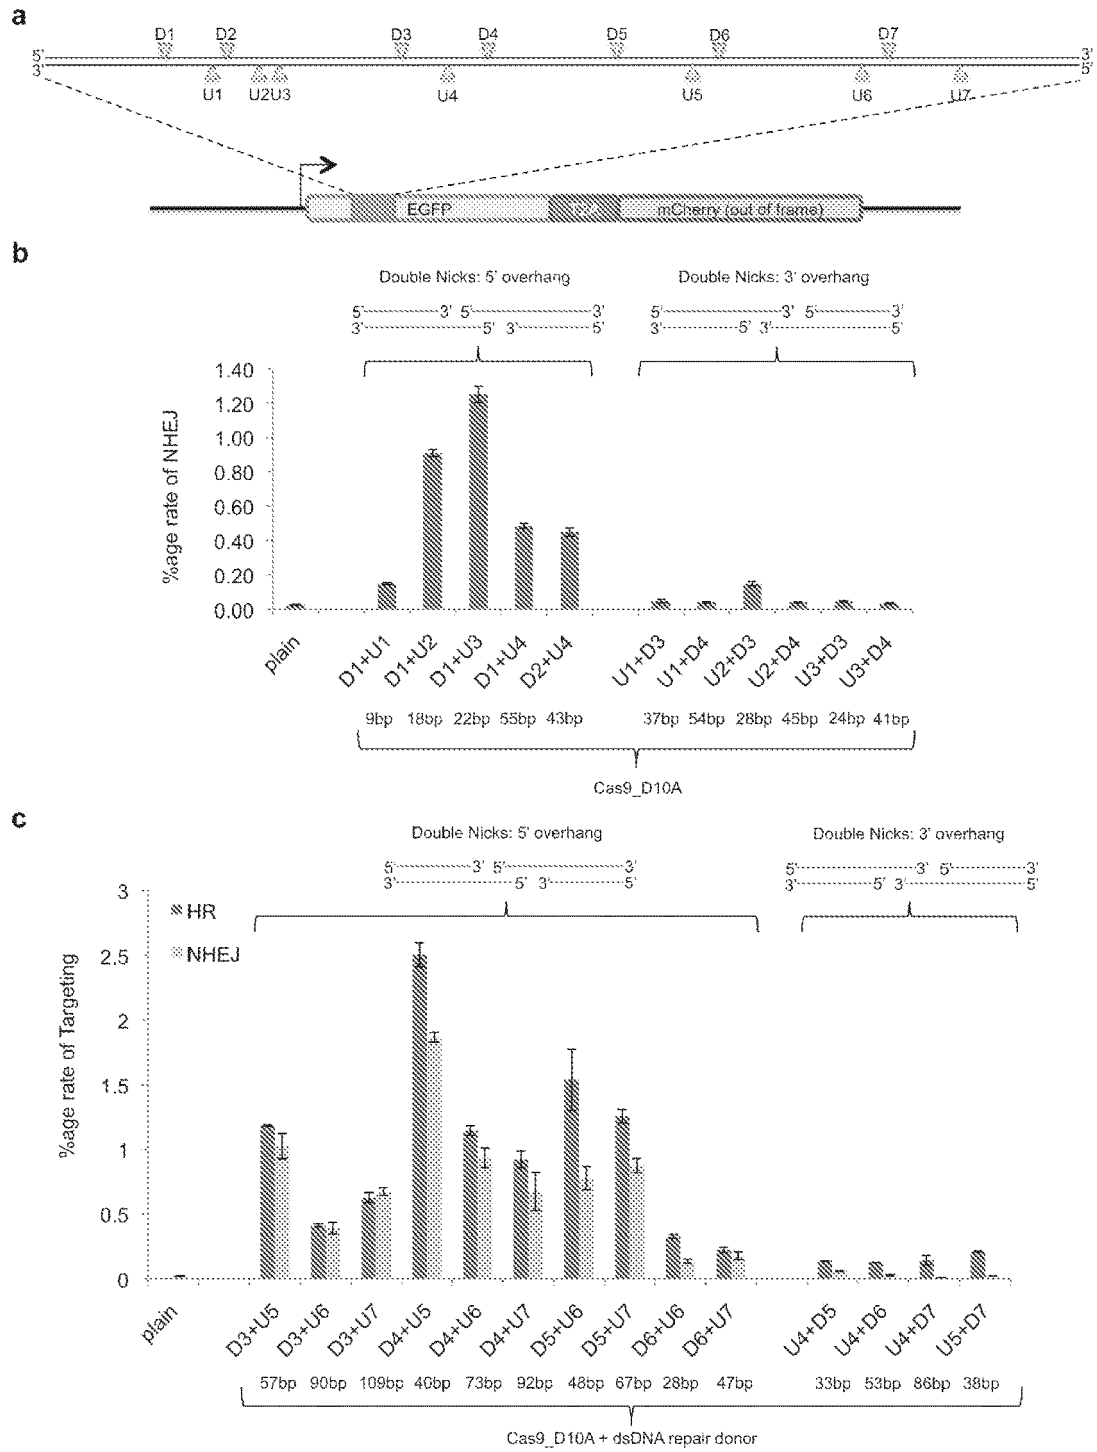 a
D1 D2 D3 D4 D5 D6 D7
5' 3'
3' 5'
U1 U2 U3 U4 U5 U6 U7
EGFP mCherry (out of frame)
b
Double Nicks: 5' overhang Double Nicks: 3' overhang
5' 3' 5' 3' 5' 3' 5' 3'
3' 5' 3' 5' 3' 5' 3' 5'
%age rate of NHEJ
1.40
1.20
1.00
0.80
0.60
0.40
0.20
0.00
plain D1+U1 D1+U2 D1+U3 D1+U4 D2+U4 U1+D3 U1+D4 U2+D3 U2+D4 U3+D3 U3+D4
9bp 18bp 22bp 55bp 43bp 37bp 54bp 28bp 45bp 24bp 41bp
Cas9_D10A
c
Double Nicks: 5' overhang Double Nicks: 3' overhang
5' 3' 5' 3' 5' 3' 5' 3'
3' 5' 3' 5' 3' 5' 3' 5'
%age rate of Targeting
HR
NHEJ
3
2.5
2
1.5
1
0.5
0
plain D3+U5 D3+U6 D3+U7 D4+U5 D4+U6 D4+U7 D5+U6 D5+U7 D6+U6 D6+U7 U4+D5 U4+D6 U4+D7 U5+D7
57bp 90bp 109bp 40bp 73bp 92bp 48bp 67bp 28bp 47bp 33bp 53bp 86bp 38bp
Cas9_D10A + dsDNA repair donor